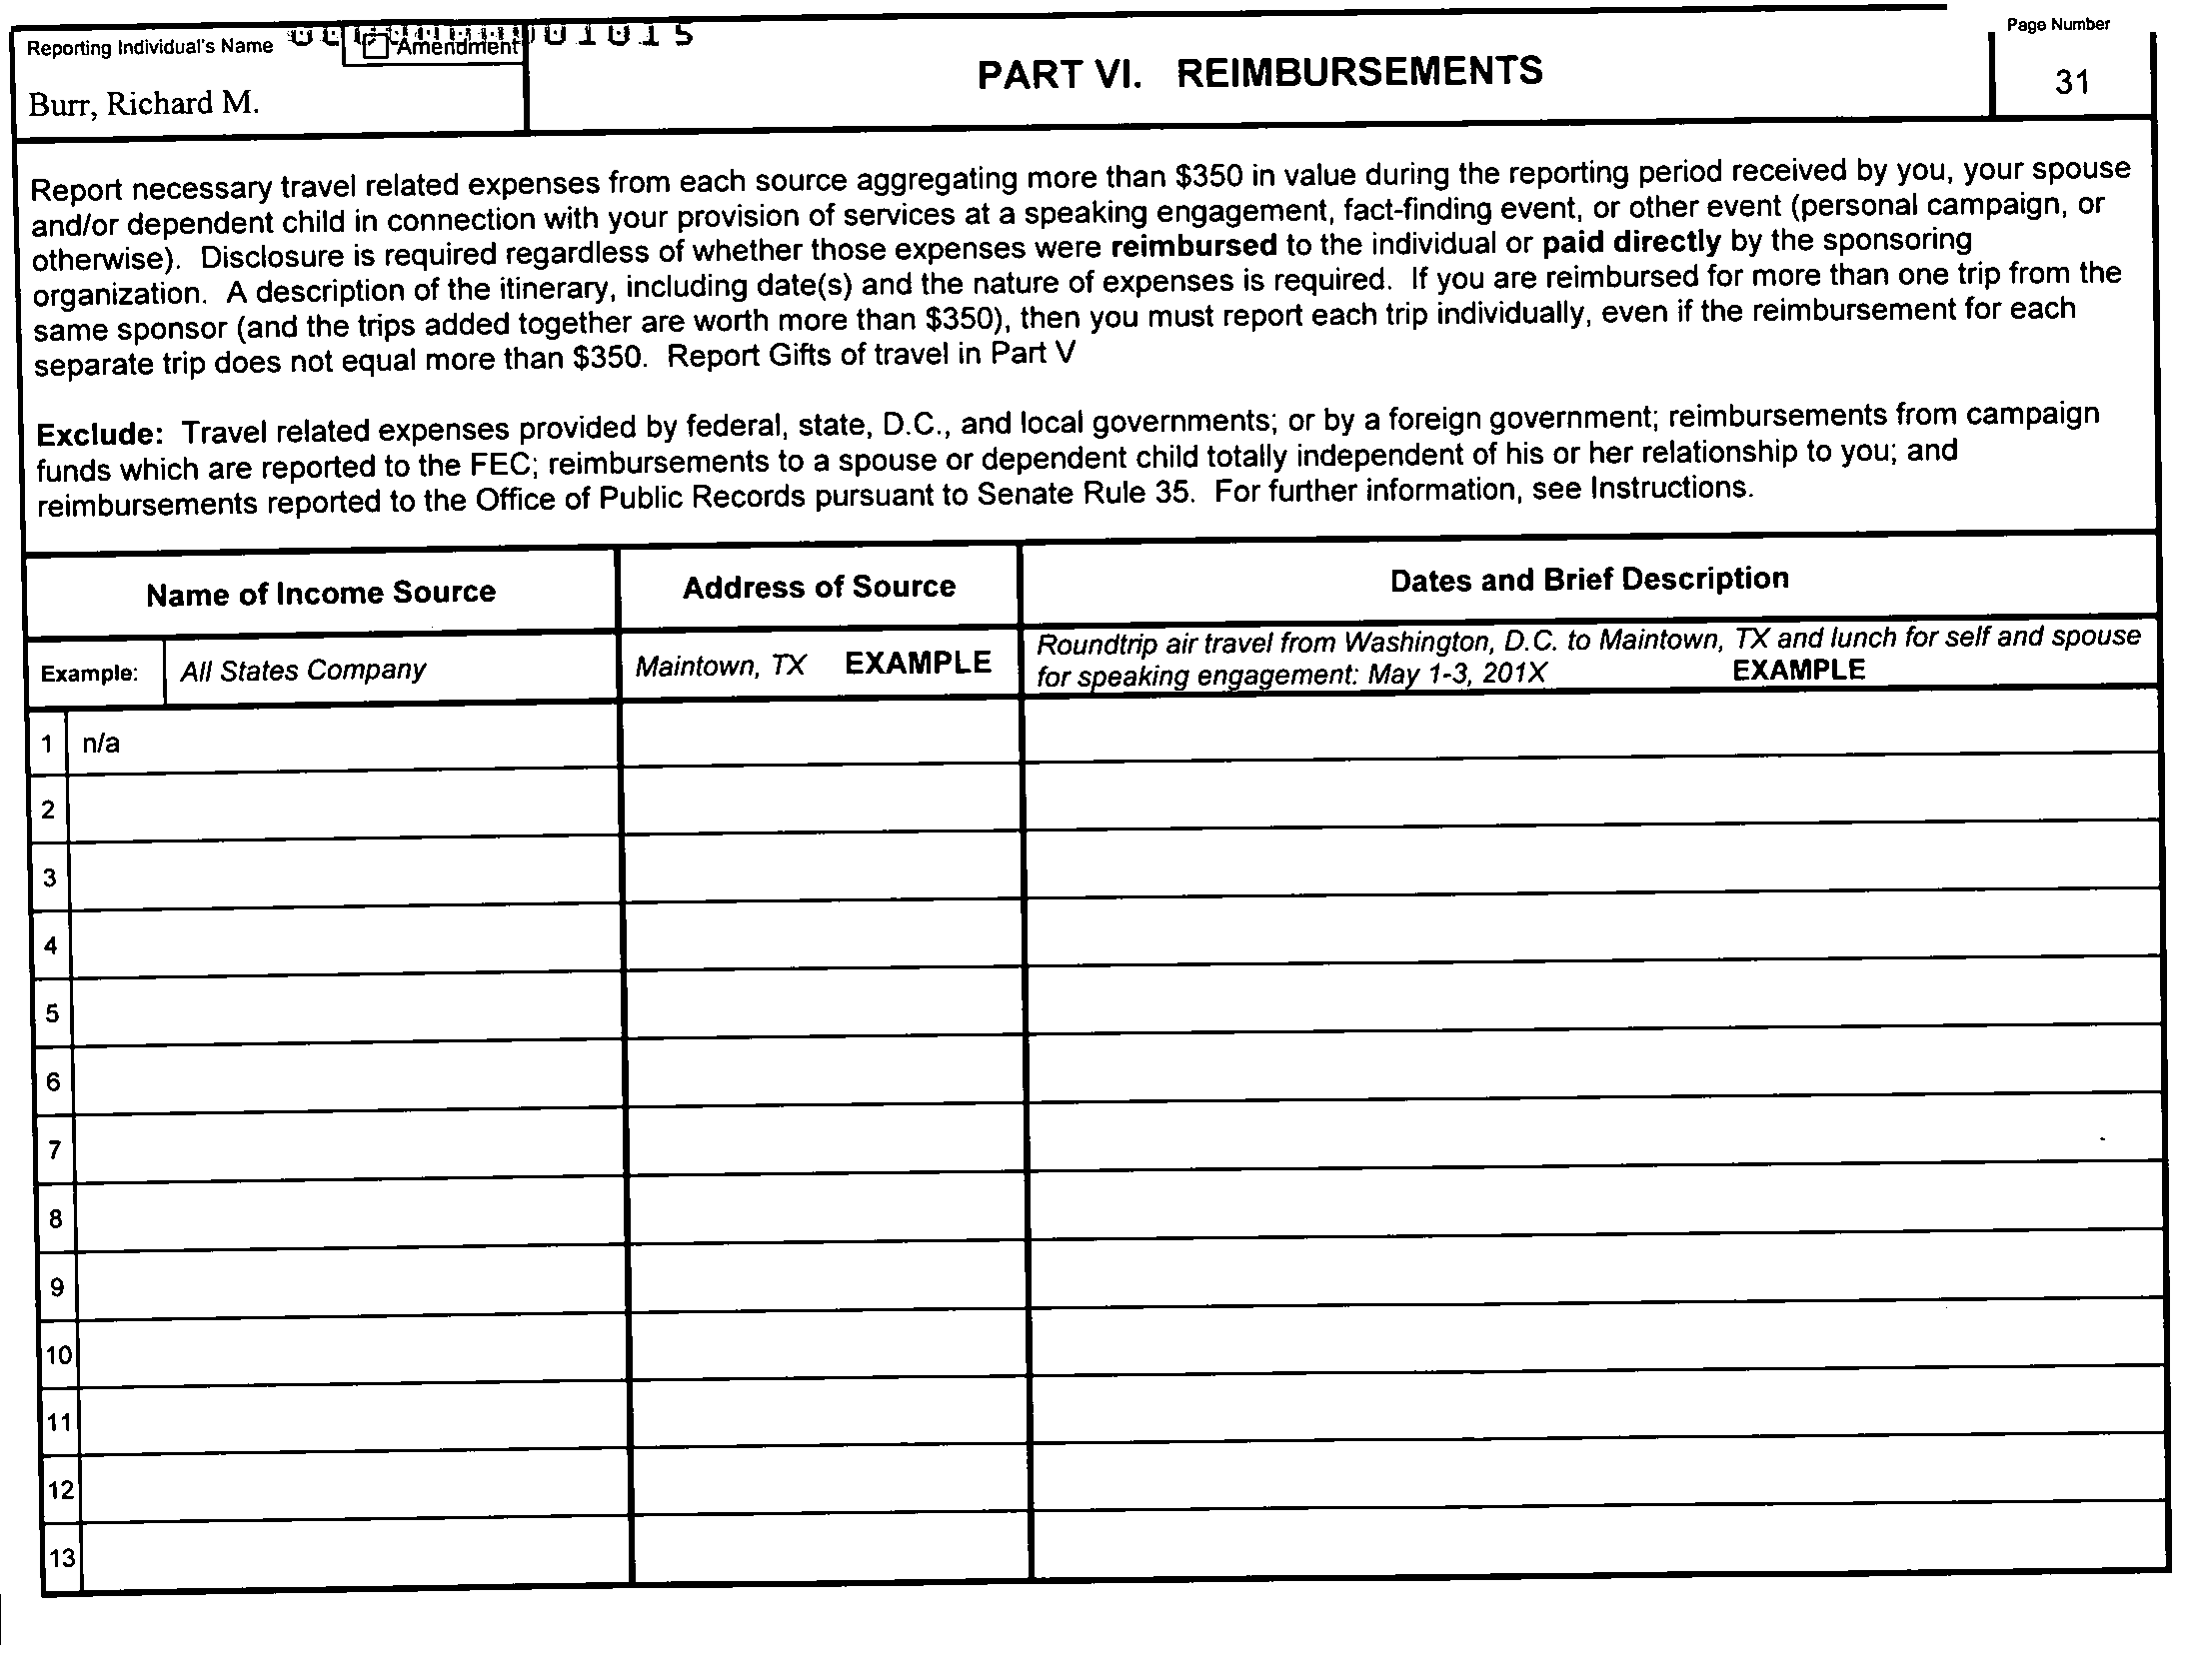 Reporting Individual's Name
Amendment
01015
Burr, Richard M.
PART VI. REIMBURSEMENTS
Page Number
31
Report necessary travel related expenses from each source aggregating more than $350 in value during the reporting period received by you, your spouse
and/or dependent child in connection with your provision of services at a speaking engagement, fact-finding event, or other event (personal campaign, or
otherwise). Disclosure is required regardless of whether those expenses were reimbursed to the individual or paid directly by the sponsoring
organization. A description of the itinerary, including date(s) and the nature of expenses is required. If you are reimbursed for more than one trip from the
same sponsor (and the trips added together are worth more than $350), then you must report each trip individually, even if the reimbursement for each
separate trip does not equal more than $350. Report Gifts of travel in Part V
Exclude: Travel related expenses provided by federal, state, D.C., and local governments; or by a foreign government; reimbursements from campaign
funds which are reported to the FEC; reimbursements to a spouse or dependent child totally independent of his or her relationship to you; and
reimbursements reported to the Office of Public Records pursuant to Senate Rule 35. For further information, see Instructions.
Name of Income Source Address of Source Dates and Brief Description
Example: All States Company Maintown, TX EXAMPLE Roundtrip air travel from Washington, D.C. to Maintown, TX and lunch for self and spouse
for speaking engagement: May 1-3, 201X EXAMPLE
1 n/a
2
3
4
5
6
7
8
9
10
11
12
13